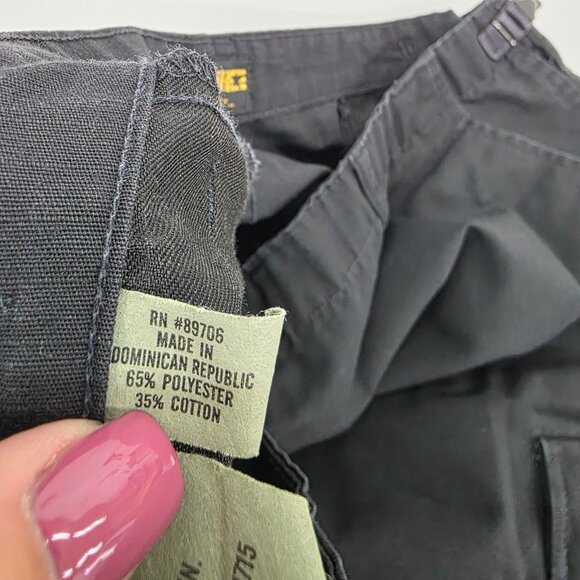 RN #89706
MADE IN
DOMINICAN REPUBLIC
65% POLYESTER
35% COTTON